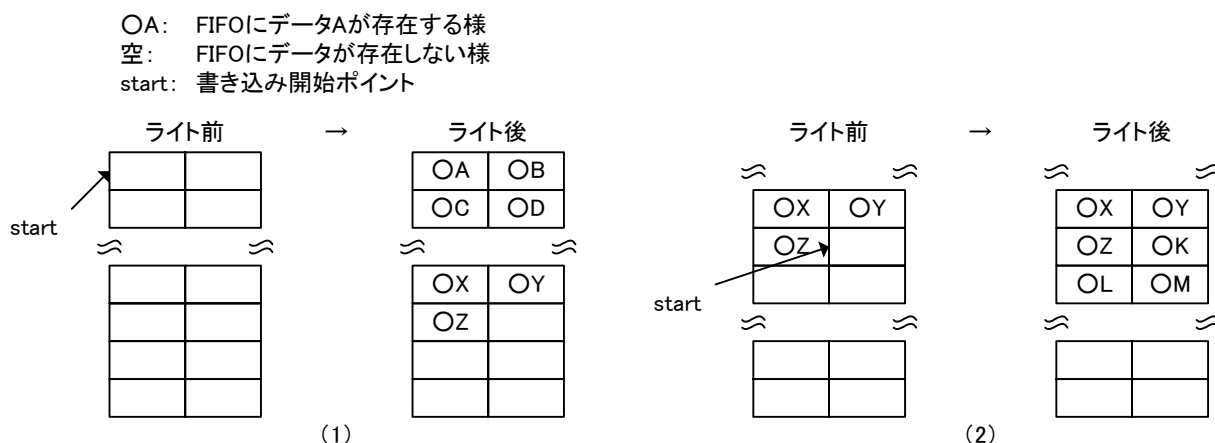 ○A: FIFOにデータAが存在する様
空: FIFOにデータが存在しない様
start: 書き込み開始ポイント
ライト前 → ライト後
start
○A ○B
○C ○D
○X ○Y
○Z
(1)
ライト前 → ライト後
start
○X ○Y
○Z
○X ○Y
○Z ○K
○L ○M
(2)